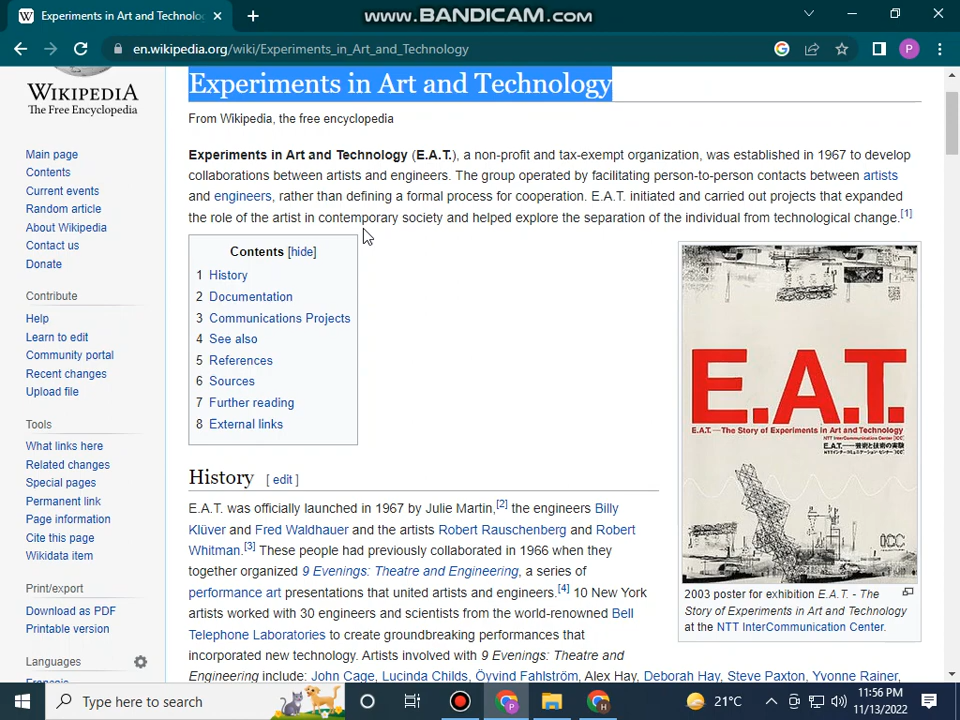 Experiments in Art and Technolog
www.BANDICAM.com
en.wikipedia.org/wiki/Experiments_in_Art_and_Technology
P
WIKIPEDIA
The Free Encyclopedia
Main page
Contents
Current events
Random article
About Wikipedia
Contact us
Donate
Contribute
Help
Learn to edit
Community portal
Recent changes
Upload file
Tools
What links here
Related changes
Special pages
Permanent link
Page information
Cite this page
Wikidata item
Print/export
Download as PDF
Printable version
Languages
Experiments in Art and Technology
From Wikipedia, the free encyclopedia
Experiments in Art and Technology (E.A.T.), a non-profit and tax-exempt organization, was established in 1967 to develop
collaborations between artists and engineers. The group operated by facilitating person-to-person contacts between artists
and engineers, rather than defining a formal process for cooperation. E.A.T. initiated and carried out projects that expanded
the role of the artist in contemporary society and helped explore the separation of the individual from technological change.[1]
Contents [hide]
1 History
2 Documentation
3 Communications Projects
4 See also
5 References
6 Sources
7 Further reading
8 External links
E.A.T.
E.A.T.—The Story of Experiments in Art and Technology
NTT InterCommunication Center [ICC]
2003 poster for exhibition E.A.T. - The
Story of Experiments in Art and Technology
at the NTT InterCommunication Center.
History [ edit ]
E.A.T. was officially launched in 1967 by Julie Martin,[2] the engineers Billy
Klüver and Fred Waldhauer and the artists Robert Rauschenberg and Robert
Whitman.[3] These people had previously collaborated in 1966 when they
together organized 9 Evenings: Theatre and Engineering, a series of
performance art presentations that united artists and engineers.[4] 10 New York
artists worked with 30 engineers and scientists from the world-renowned Bell
Telephone Laboratories to create groundbreaking performances that
incorporated new technology. Artists involved with 9 Evenings: Theatre and
Engineering include: John Cage, Lucinda Childs, Öyvind Fahlström, Alex Hay, Deborah Hay, Steve Paxton, Yvonne Rainer,
Type here to search
21°C
11:56 PM
11/13/2022